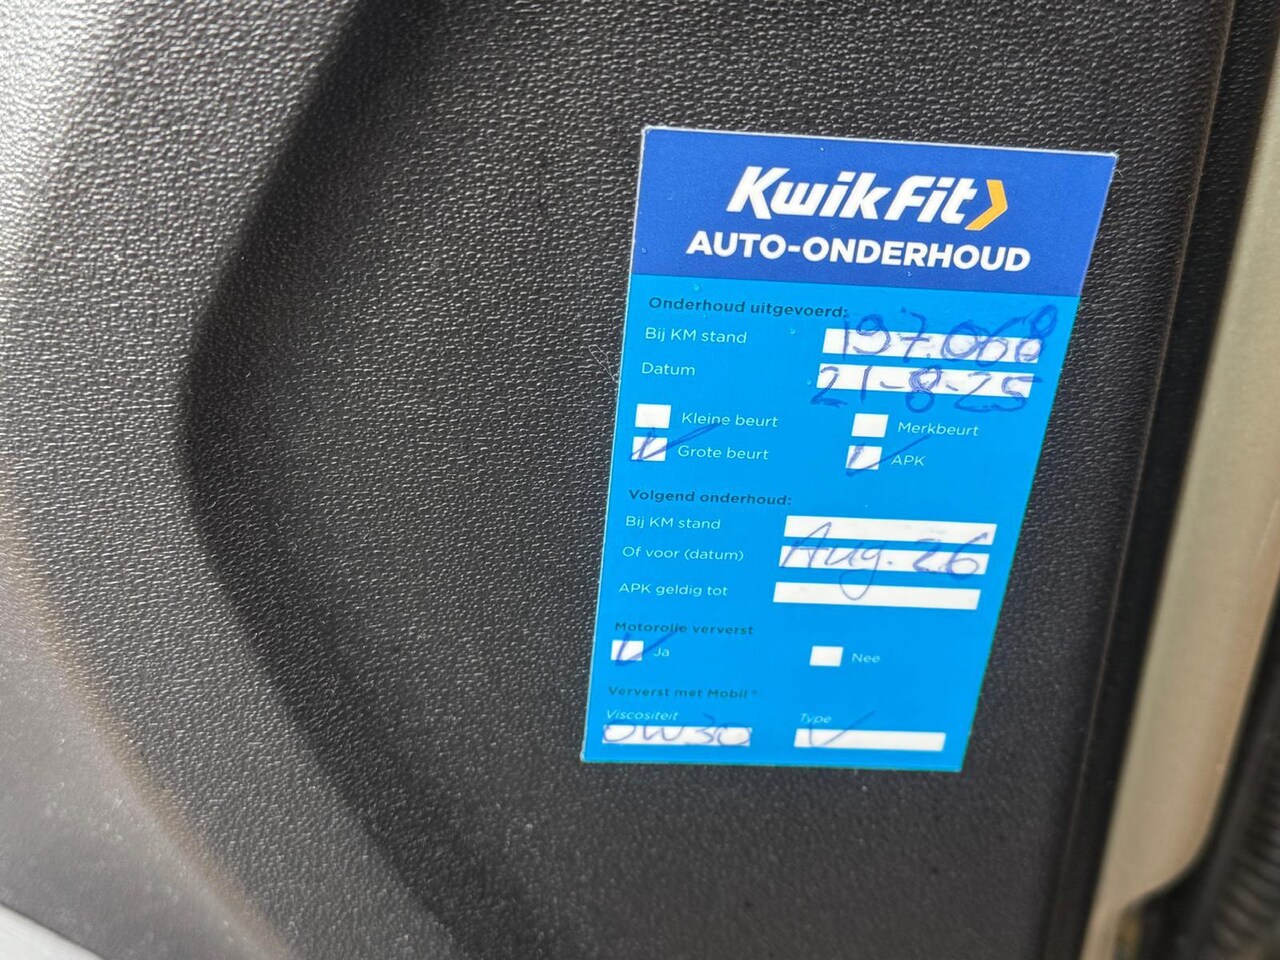 KwikFit
AUTO-ONDERHOUD
Onderhoud uitgevoerd:
Bij KM stand 197.068
Datum 21-8-25
Kleine beurt Merkbeurt
Grote beurt APK
Volgend onderhoud:
Bij KM stand
Of voor (datum) Aug. 26
APK geldig tot
Motorolie ververst
Ja Nee
Ververst met Mobil
Viscositeit Type
0W30